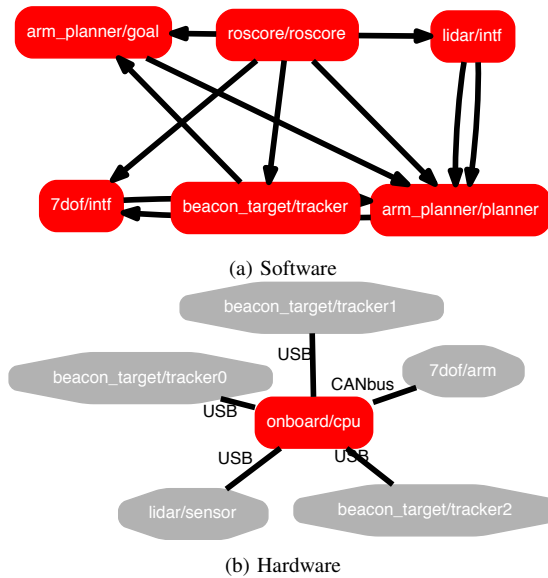 arm_planner/goal
roscore/roscore
lidar/intf
7dof/intf
beacon_target/tracker
arm_planner/planner
(a) Software
beacon_target/tracker1
USB
7dof/arm
CANbus
beacon_target/tracker0
USB
onboard/cpu
USB
USB
lidar/sensor
beacon_target/tracker2
(b) Hardware